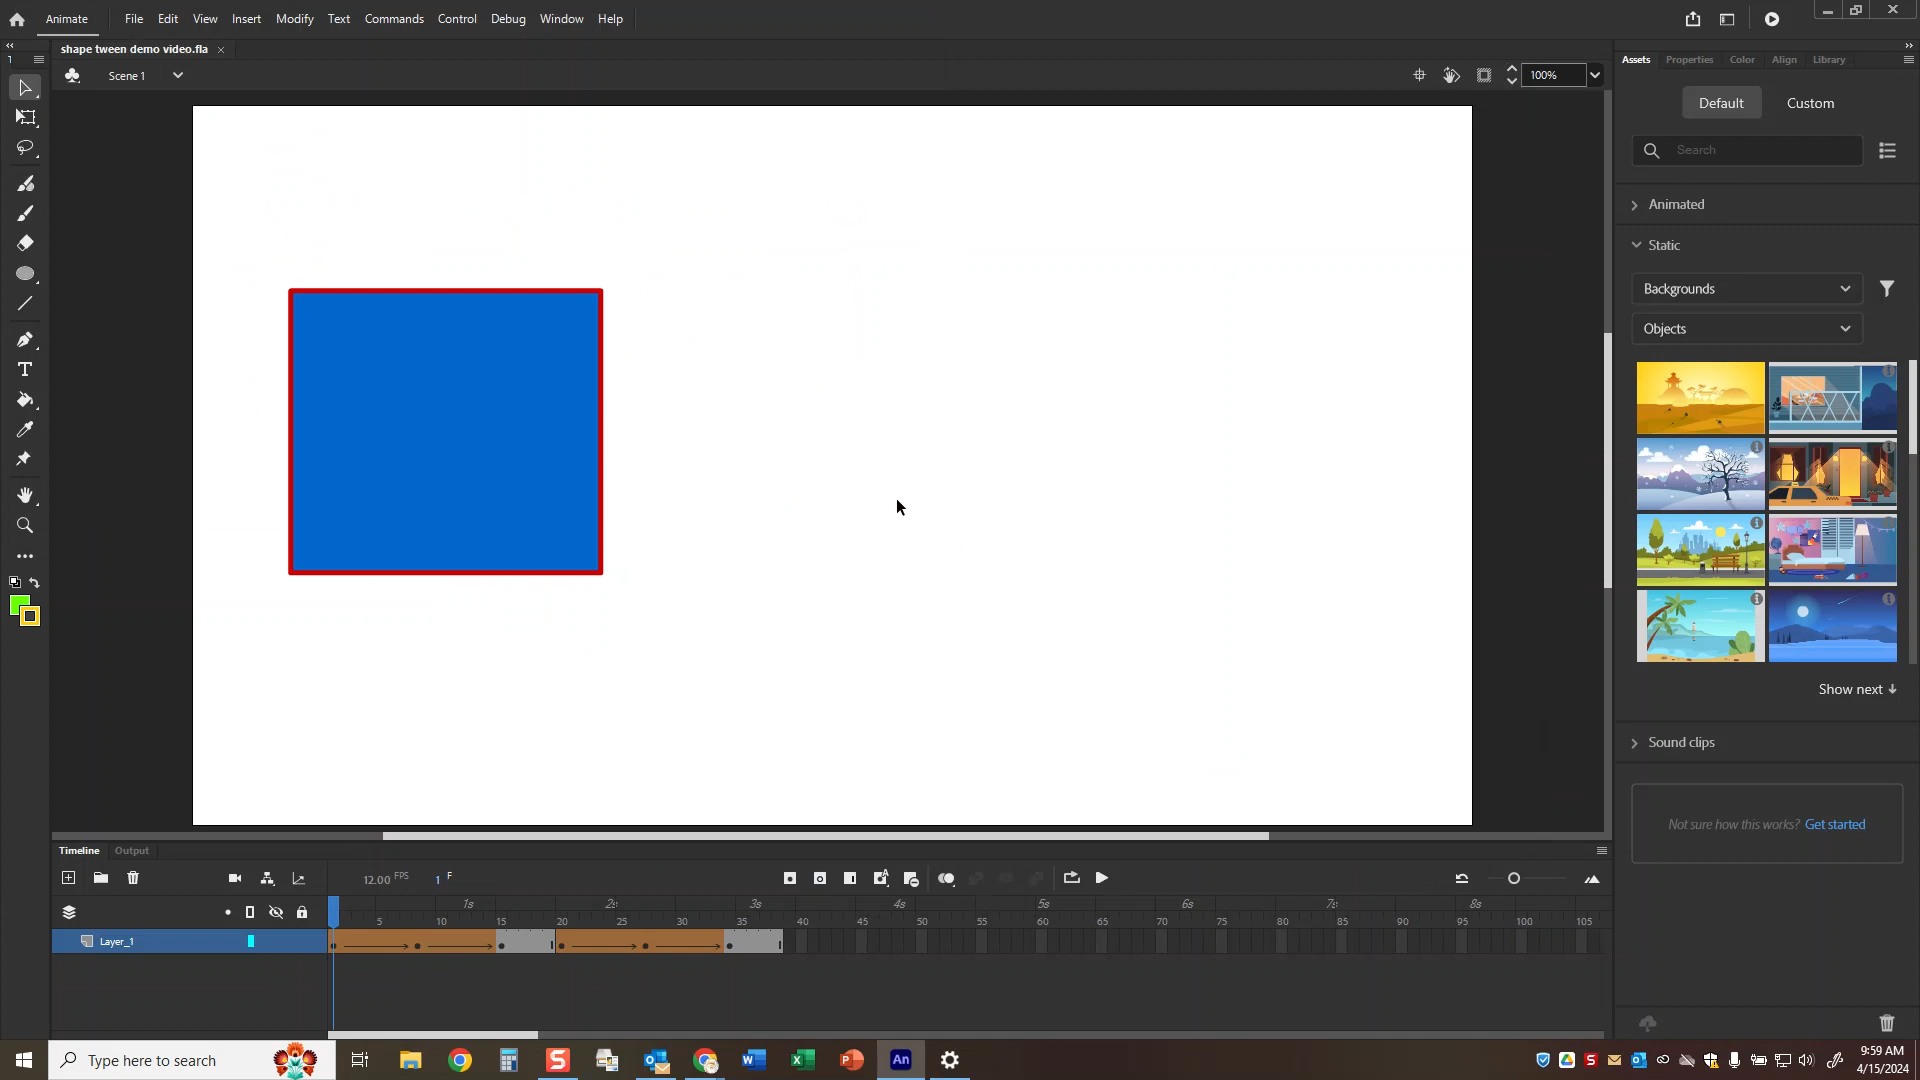 Animate File Edit View Insert Modify Text Commands Control Debug Window Help
shape tween demo video.fla
1
Scene 1
100%
Assets Properties Color Align Library
Default Custom
Search
Animated
Static
Backgrounds
Objects
Show next
Sound clips
Not sure how this works? Get started
T
Timeline Output
12.00 FPS 1 F
1s 2s 3s 4s 5s 6s 7s 8s
5 10 15 20 25 30 35 40 45 50 55 60 65 70 75 80 85 90 95 100 105
Layer_1
Type here to search
An
9:59 AM
4/15/2024